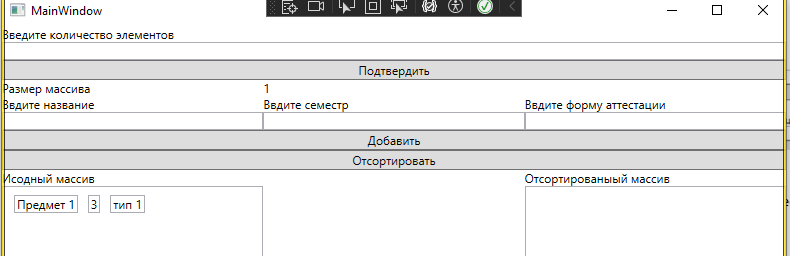 MainWindow
Введите количество элементов
Подтвердить
Размер массива 1
Ввдите название Ввдите семестр Ввдите форму аттестации
Добавить
Отсортировать
Исодный массив Отсортированыый массив
Предмет 1 3 тип 1